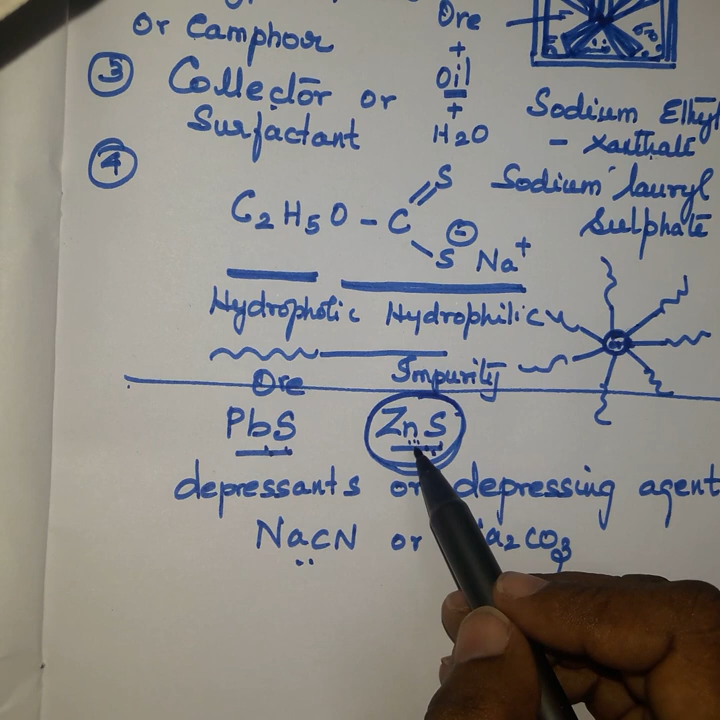 or Camphor
Ore
+
③ Collector or
Surfactant
Oil
+
H2O
Sodium Ethyl
- xanthate
④
Sodium lauryl
Sulphate
S
C2H5O - C
S⊖ Na+
Hydropholic Hydrophilic
Ore Impurity
PbS ZnS
depressants or depressing agent
NaCN or Na2CO3